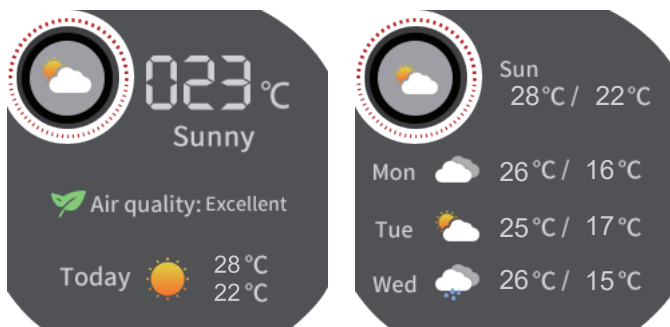 023°C
Sunny
Air quality: Excellent
Today
28°C
22°C
Sun
28°C / 22°C
Mon 26°C / 16°C
Tue 25°C / 17°C
Wed 26°C / 15°C